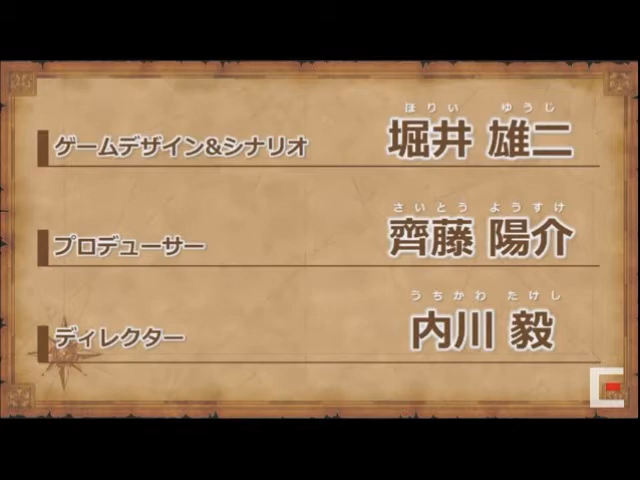 ほりい ゆうじ
ゲームデザイン&シナリオ 堀井 雄二
さいとう ようすけ
プロデューサー 齊藤 陽介
うちかわ たけし
ディレクター 内川 毅